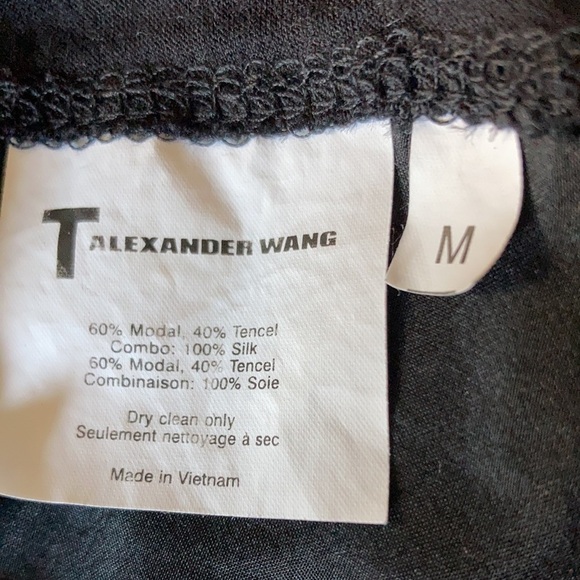 T ALEXANDER WANG
M
60% Modal, 40% Tencel
Combo: 100% Silk
60% Modal, 40% Tencel
Combinaison: 100% Soie
Dry clean only
Seulement nettoyage à sec
Made in Vietnam